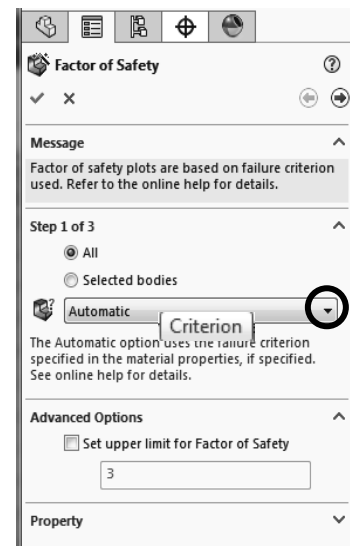 Factor of Safety
Message
Factor of safety plots are based on failure criterion
used. Refer to the online help for details.
Step 1 of 3
All
Selected bodies
Automatic
Criterion
The Automatic option uses the failure criterion
specified in the material properties, if specified.
See online help for details.
Advanced Options
Set upper limit for Factor of Safety
3
Property